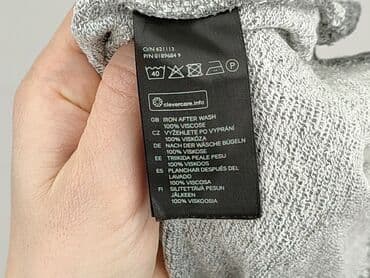 O/N 631113
P/N 0189684 9
40 P
clevercare.info
GB IRON AFTER WASH
100% VISCOSE
CZ VYŽEHLETE PO VYPRÁNÍ
100% VISKÓZA
DE NACH DER WÄSCHE BÜGELN
100% VISKOSE
EE TRIIKIDA PEALE PESU
100% VISKOOS
ES PLANCHAR DESPUÉS DEL
LAVADO
100% VISCOSA
FI SILITETTÄVÄ PESUN
JÄLKEEN
100% VISKOOSIA